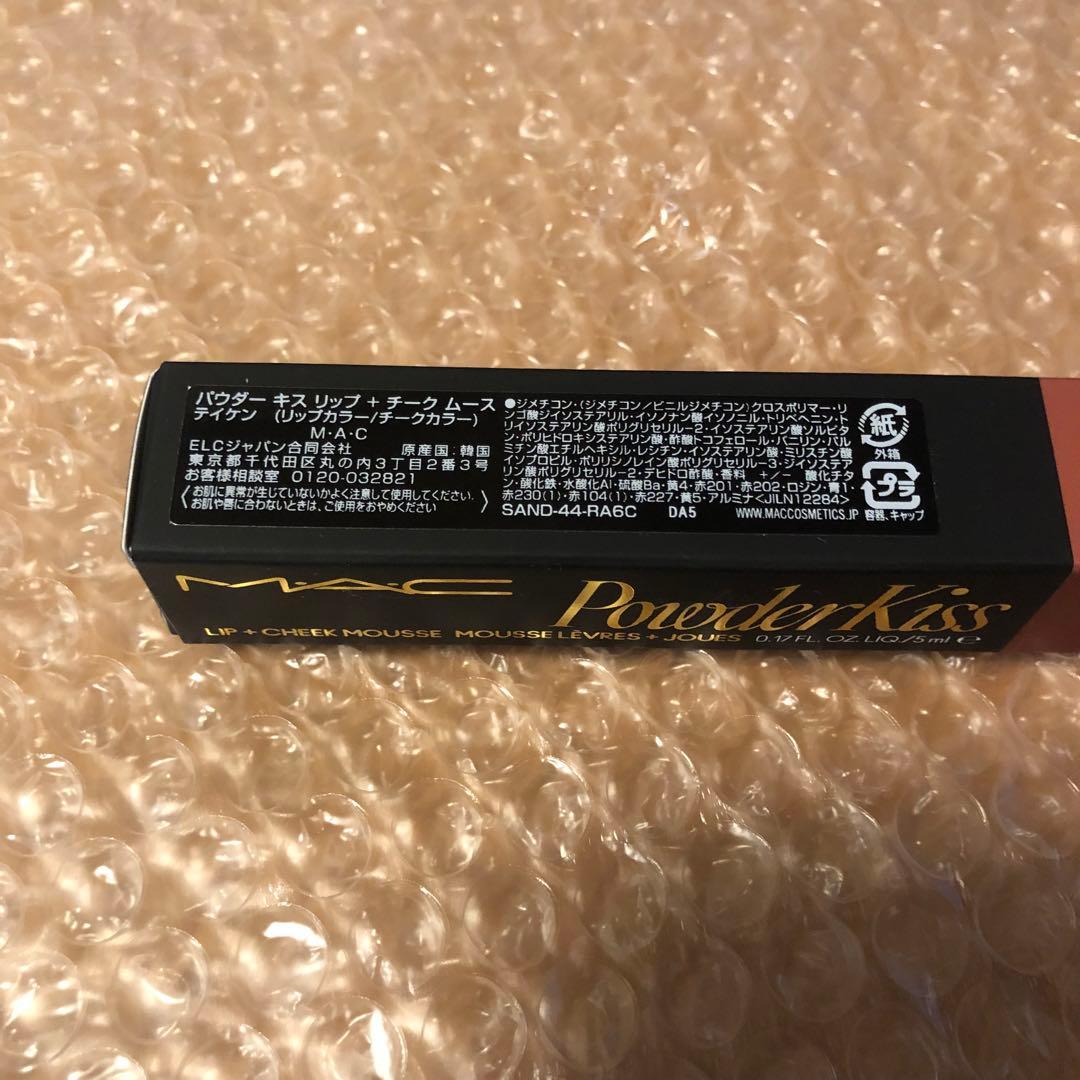 パウダー キス リップ + チーク ムース
テイケン (リップカラー/チークカラー)
M・A・C
ELCジャパン合同会社 原産国:韓国
東京都千代田区丸の内3丁目2番3号
お客様相談室 0120-032821
お肌に異常が生じていないかよく注意して使用してください。
お肌や唇に合わないときは、ご使用をおやめください
●ジメチコン・(ジメチコン/ビニルジメチコン)クロスポリマー・リ
ンゴ酸ジイソステアリル・イソノナン酸イソノニル・トリベヘニン・
リイソステアリン酸ポリグリセリル-2・イソステアリン酸ソルビタ
ン・ポリヒドロキシステアリン酸・酢酸トコフェロール・バニリン・パル
ミチン酸エチルヘキシル・レシチン・イソステアリン酸・ミリスチン酸
イソプロピル・ポリリシノレイン酸ポリグリセリル-3・ジイソステア
リン酸ポリグリセリル-2・デヒドロ酢酸・香料 +/- 酸化チタ
ン・酸化鉄・水酸化Al・硫酸Ba・黄4・赤201・赤202・ロジン・青1・
赤230(1)・赤104(1)・赤227・黄5・アルミナ<JILN12284>
SAND-44-RA6C DA5 WWW.MACCOSMETICS.JP
紙
外箱
プラ
容器、キャップ
M・A・C PowderKiss
LIP + CHEEK MOUSSE MOUSSE LÈVRES + JOUES 0.17 FL. OZ. LIQ./5 ml ℮